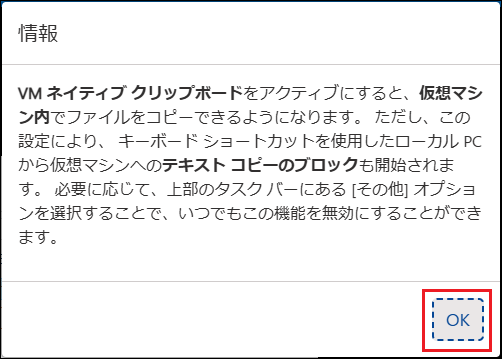 情報
VM ネイティブ クリップボードをアクティブにすると、仮想マシ
ン内でファイルをコピーできるようになります。 ただし、この
設定により、 キーボード ショートカットを使用したローカル PC
から仮想マシンへのテキスト コピーのブロックも開始されま
す。 必要に応じて、上部のタスク バーにある [その他] オプショ
ンを選択することで、いつでもこの機能を無効にすることができ
ます。
OK